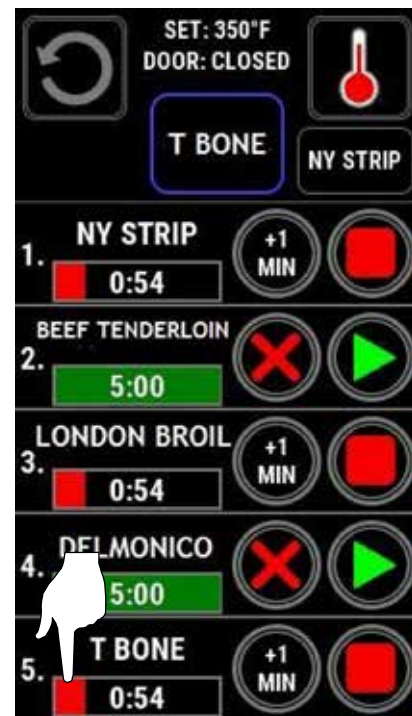 SET: 350°F
DOOR: CLOSED
T BONE
NY STRIP
1. NY STRIP
0:54
+1
MIN
BEEF TENDERLOIN
2.
5:00
LONDON BROIL
3.
0:54
+1
MIN
4. DELMONICO
5:00
5. T BONE
0:54
+1
MIN